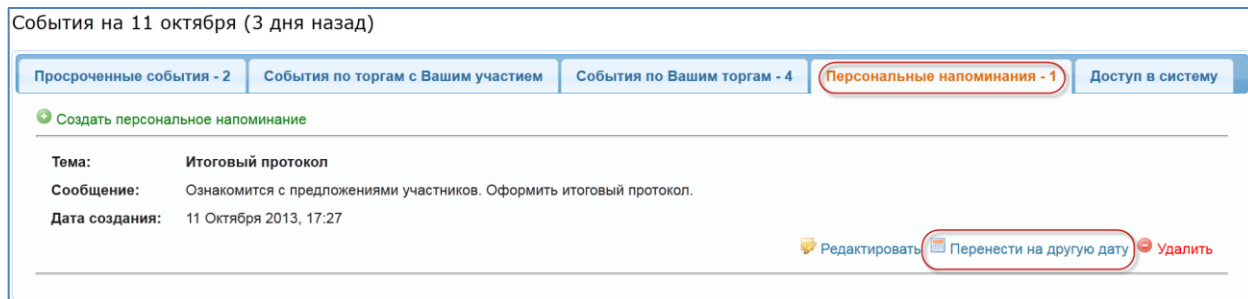 События на 11 октября (3 дня назад)
Просроченные события - 2 События по торгам с Вашим участием События по Вашим торгам - 4 Персональные напоминания - 1 Доступ в систему
Создать персональное напоминание
Тема: Итоговый протокол
Сообщение: Ознакомится с предложениями участников. Оформить итоговый протокол.
Дата создания: 11 Октября 2013, 17:27
Редактировать Перенести на другую дату Удалить